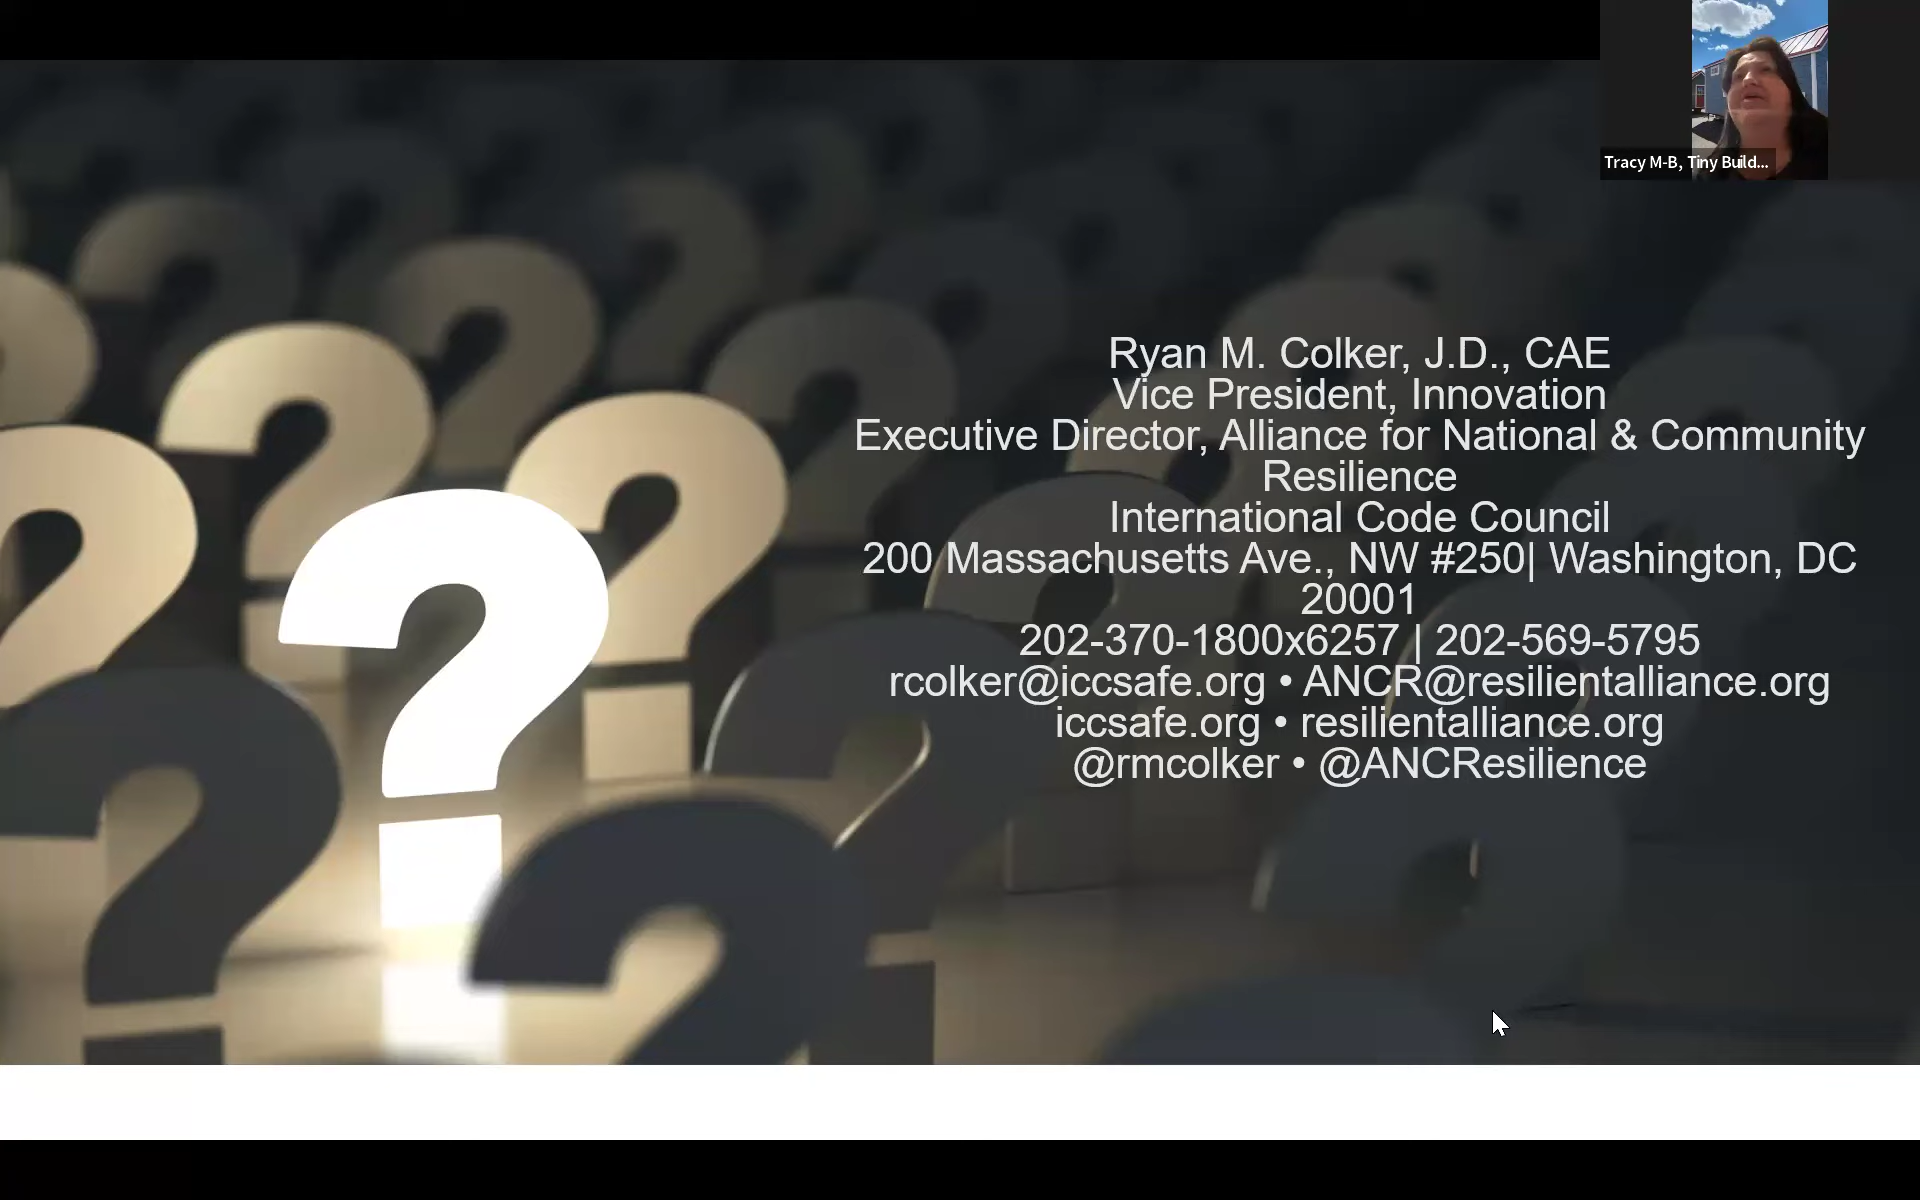 Tracy M-B, Tiny Build...
Ryan M. Colker, J.D., CAE
Vice President, Innovation
Executive Director, Alliance for National & Community
Resilience
International Code Council
200 Massachusetts Ave., NW #250| Washington, DC
20001
202-370-1800x6257 | 202-569-5795
rcolker@iccsafe.org • ANCR@resilientalliance.org
iccsafe.org • resilientalliance.org
@rmcolker • @ANCResilience